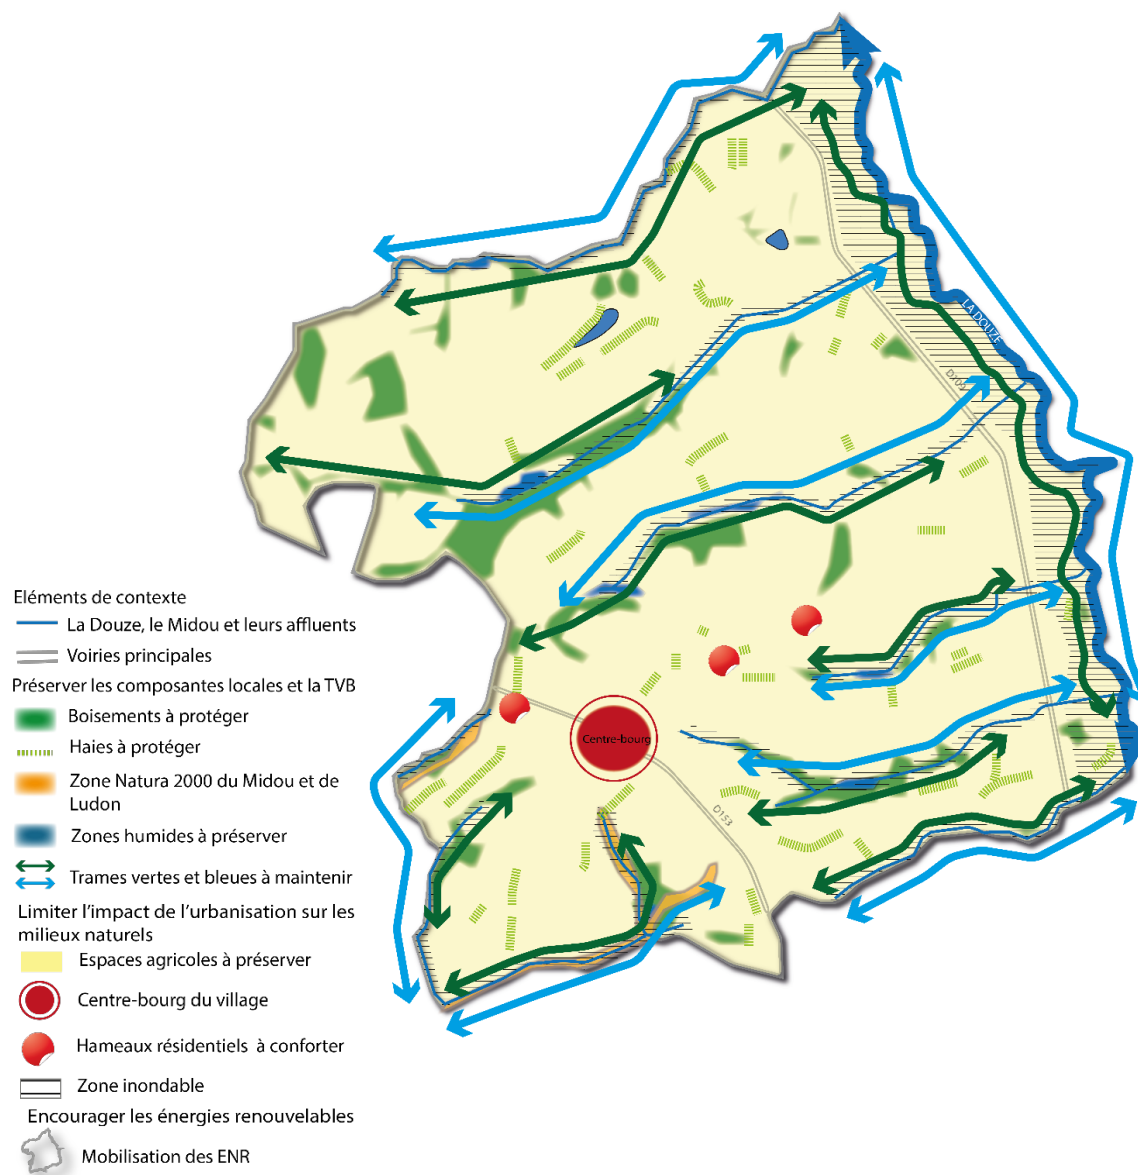 LA DOUZE
D209
Centre-bourg
D153
Eléments de contexte
La Douze, le Midou et leurs affluents
Voiries principales
Préserver les composantes locales et la TVB
Boisements à protéger
Haies à protéger
Zone Natura 2000 du Midou et de
Ludon
Zones humides à préserver
Trames vertes et bleues à maintenir
Limiter l'impact de l'urbanisation sur les
milieux naturels
Espaces agricoles à préserver
Centre-bourg du village
Hameaux résidentiels à conforter
Zone inondable
Encourager les énergies renouvelables
Mobilisation des ENR